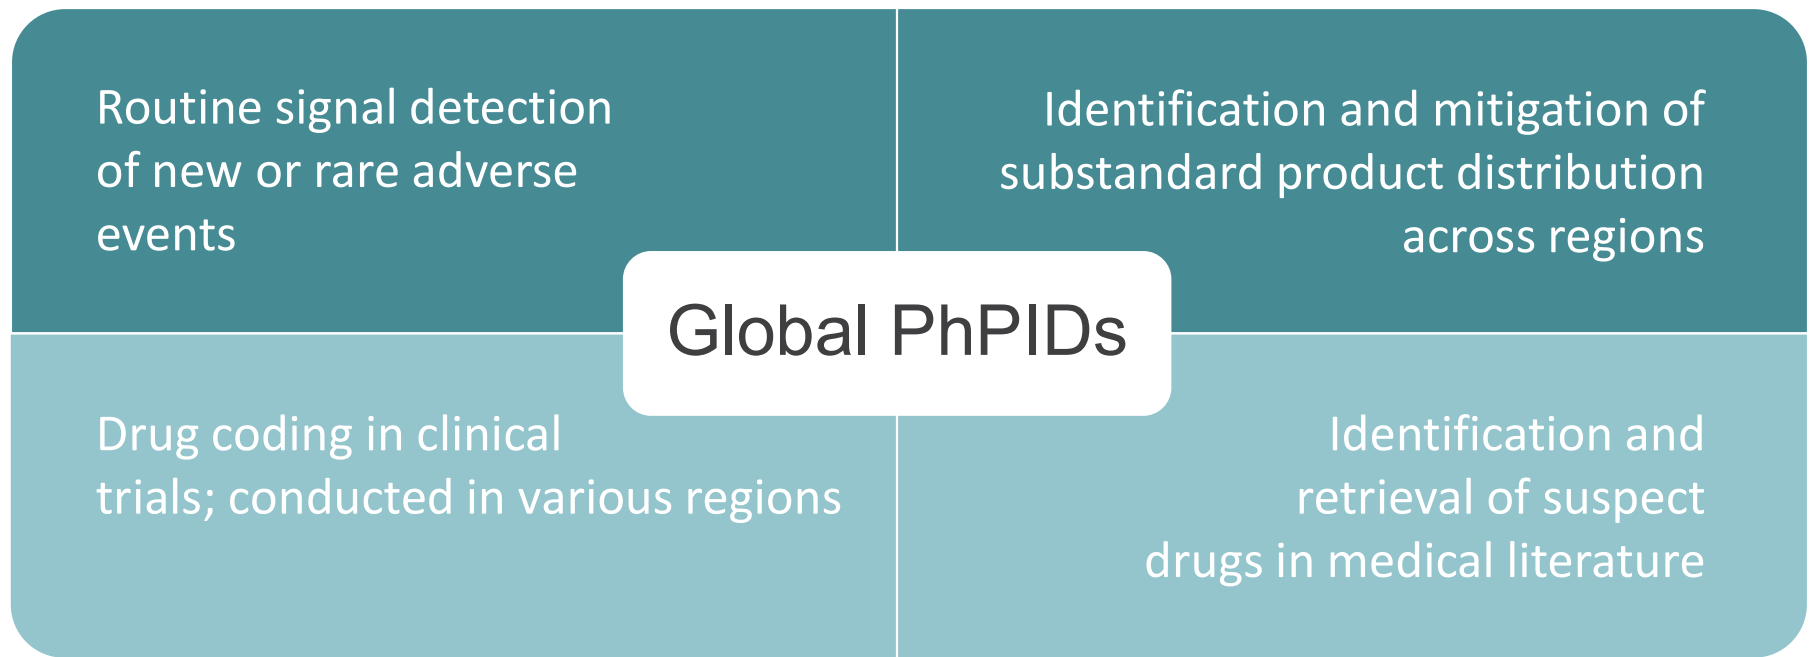 Routine signal detection
of new or rare adverse
events
Identification and mitigation of
substandard product distribution
across regions
Global PhPIDs
Drug coding in clinical
trials; conducted in various regions
Identification and
retrieval of suspect
drugs in medical literature